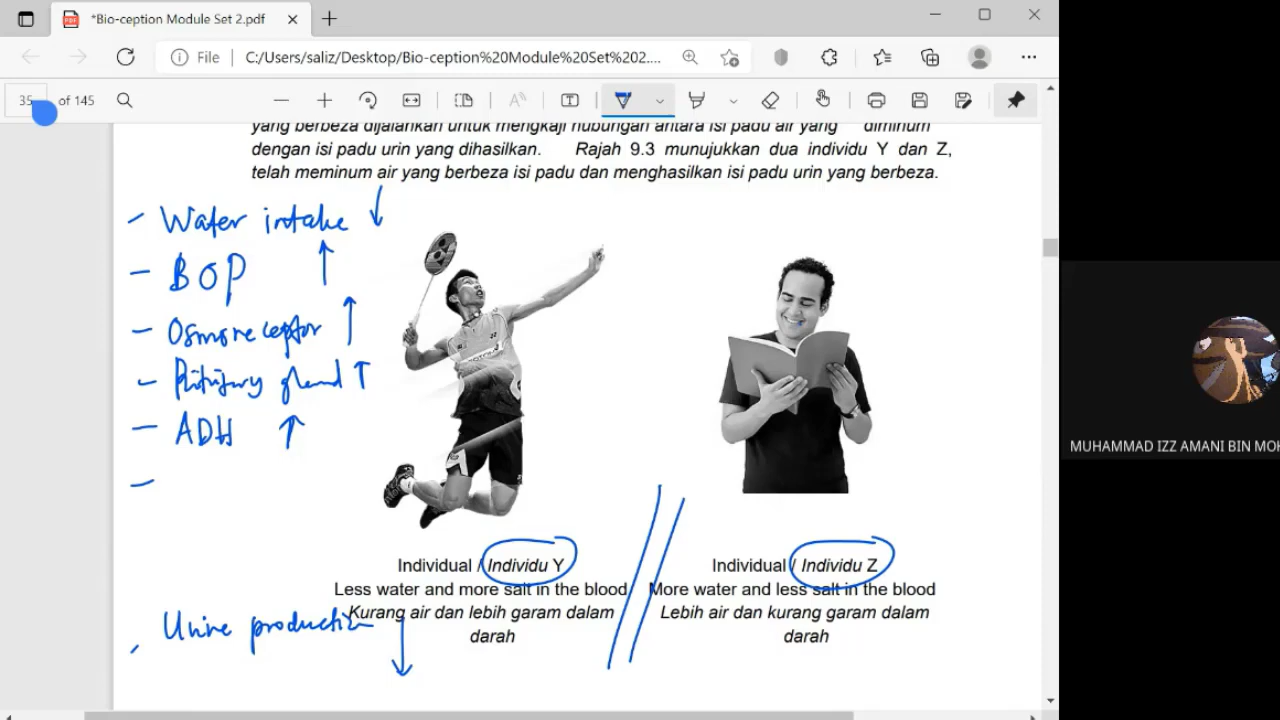 *Bio-ception Module Set 2.pdf
File C:/Users/saliz/Desktop/Bio-ception%20Module%20Set%202....
35 of 145
yang berbeza dijalankan untuk mengkaji hubungan antara isi padu air yang diminum
dengan isi padu urin yang dihasilkan. Rajah 9.3 munujukkan dua individu Y dan Z,
telah meminum air yang berbeza isi padu dan menghasilkan isi padu urin yang berbeza.
- Water intake ↓
- BOP ↑
- Osmoreceptor ↑
- Pituitary gland ↑
- ADH ↑
-
MUHAMMAD IZZ AMANI BIN MOH
Individual / Individu Y
Less water and more salt in the blood
Kurang air dan lebih garam dalam
darah
Individual / Individu Z
More water and less salt in the blood
Lebih air dan kurang garam dalam
darah
Urine production ↓